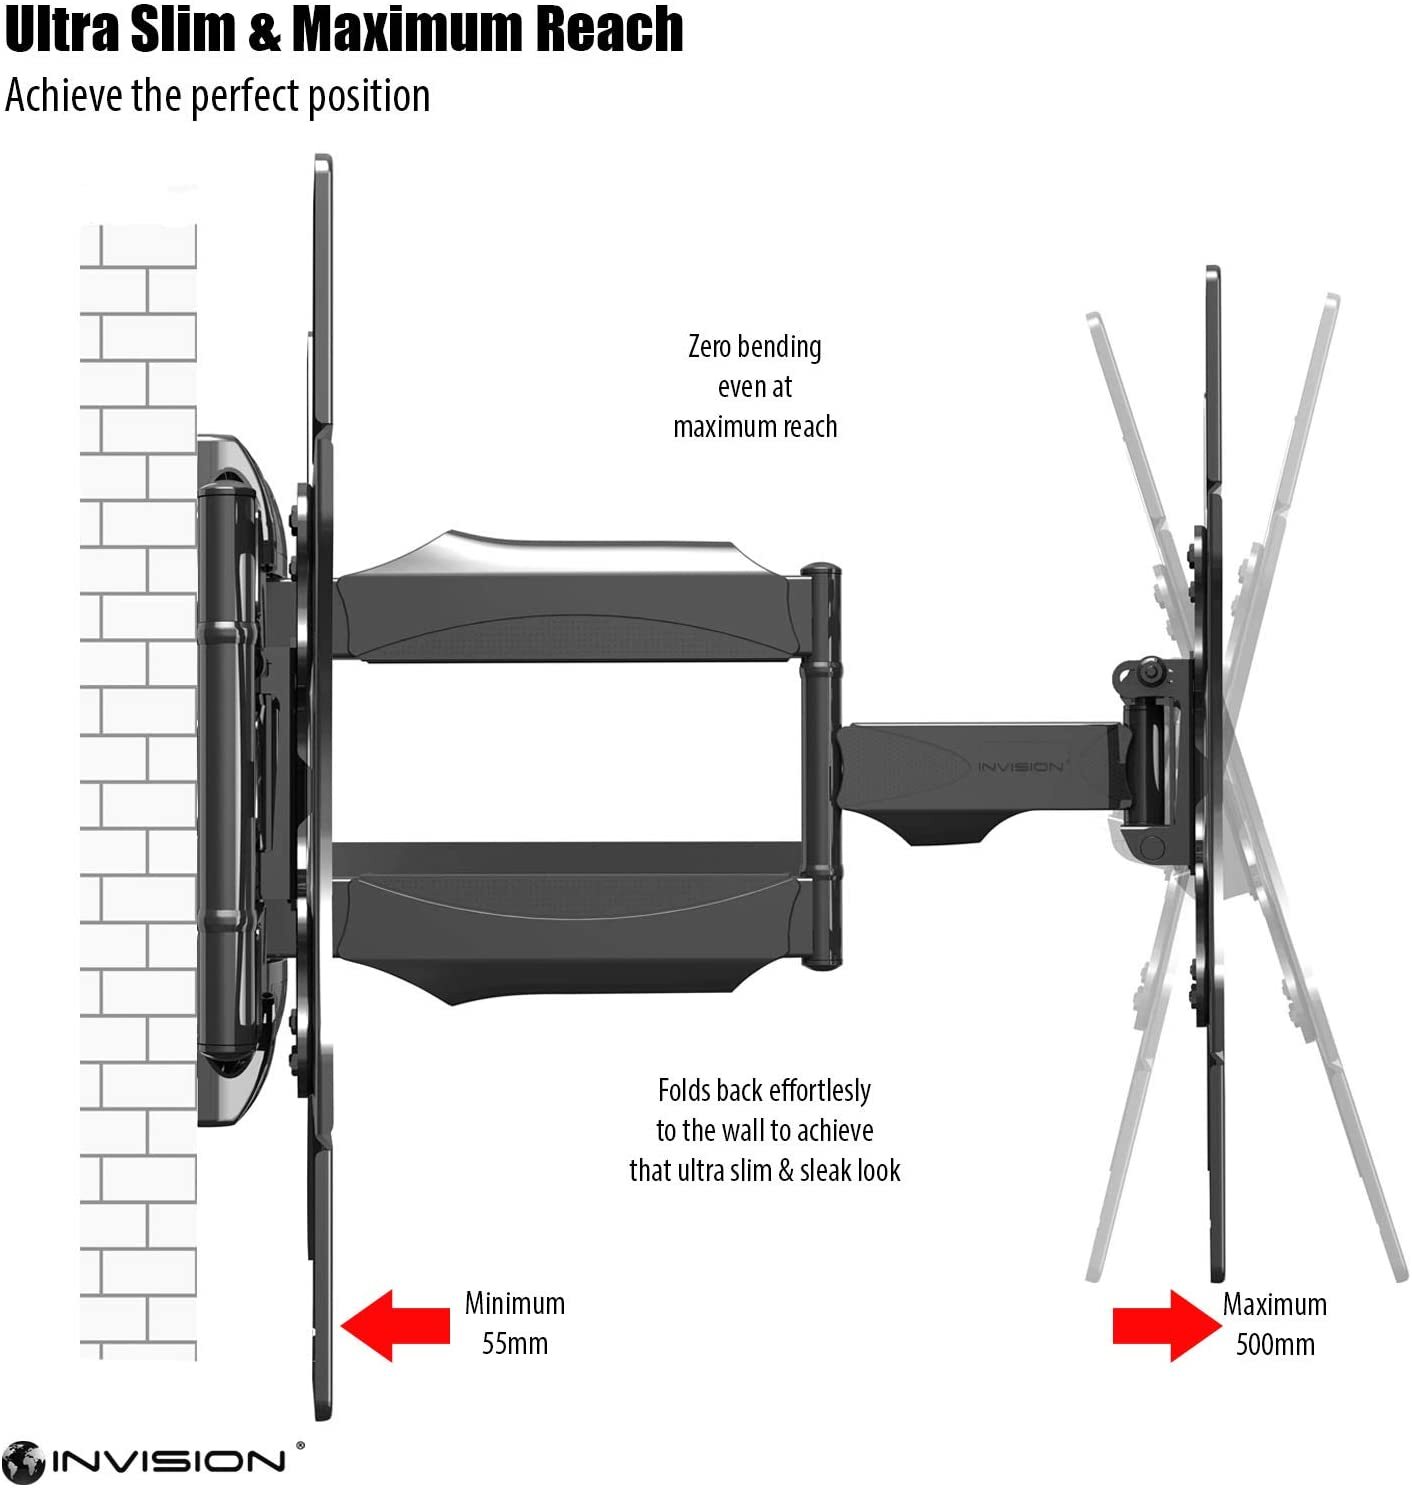 Ultra Slim & Maximum Reach
Achieve the perfect position
Zero bending
even at
maximum reach
INVISION
Folds back effortlesly
to the wall to achieve
that ultra slim & sleak look
Minimum
55mm
Maximum
500mm
INVISION®